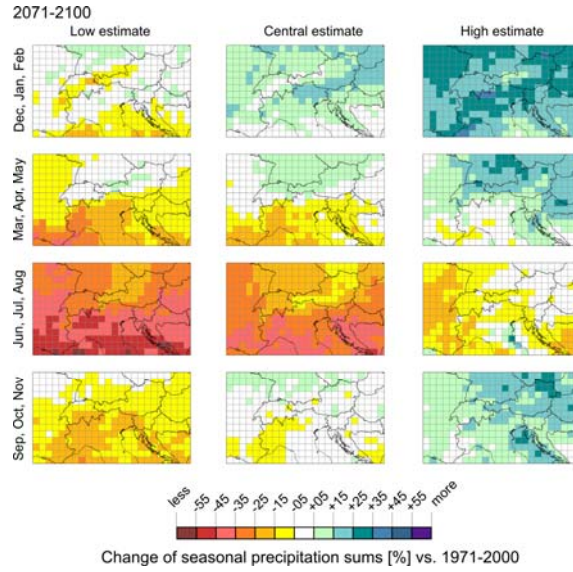 2071-2100
Low estimate
Central estimate
High estimate
Dec, Jan, Feb
Mar, Apr, May
Jun, Jul, Aug
Sep, Oct, Nov
less -55 -45 -35 -25 -15 -05 +05 +15 +25 +35 +45 +55 more
Change of seasonal precipitation sums [%] vs. 1971-2000